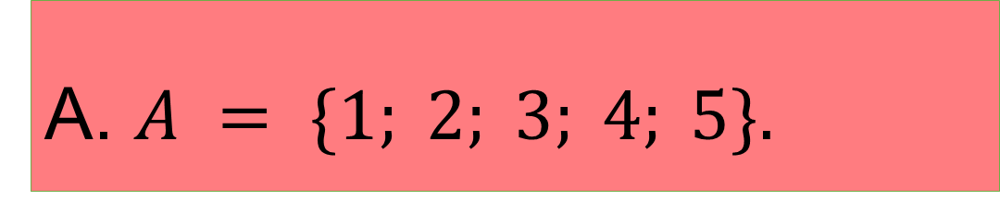 A. A = {1; 2; 3; 4; 5}.